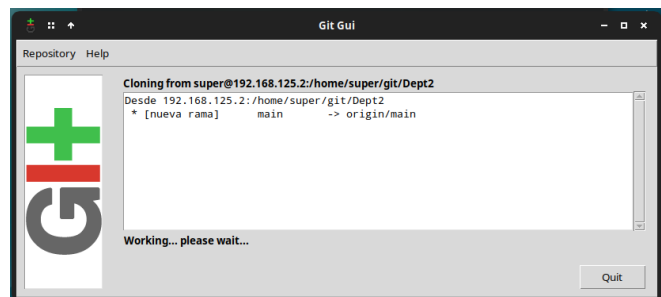 Git Gui
Repository Help
Cloning from super@192.168.125.2:/home/super/git/Dept2
Desde 192.168.125.2:/home/super/git/Dept2
* [nueva rama] main -> origin/main
GIt
Working... please wait...
Quit